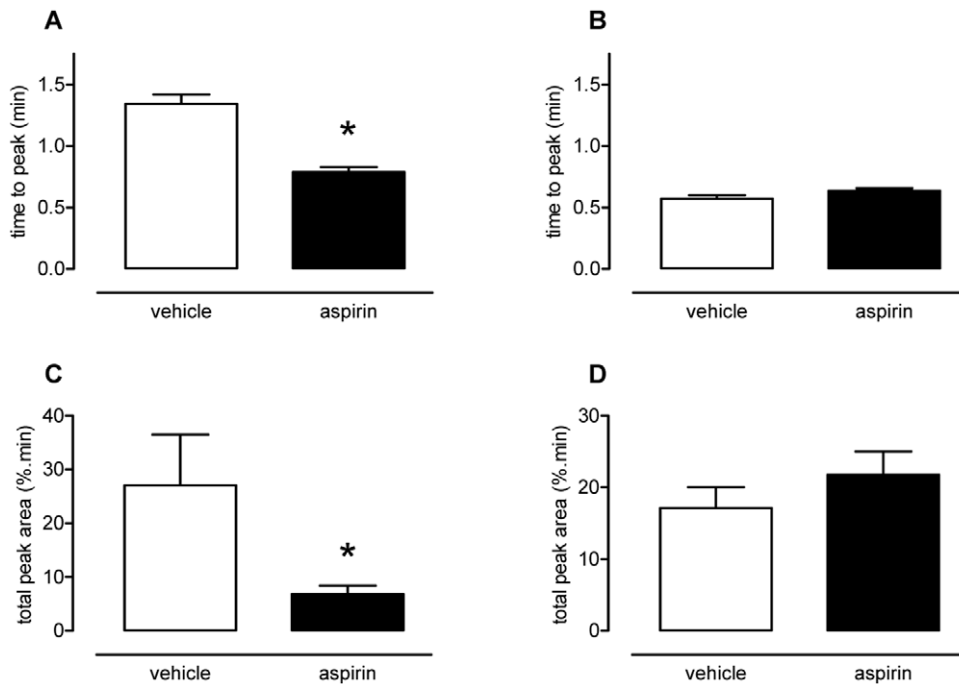 A
time to peak (min)
1.5
1.0
0.5
0.0
*
vehicle
aspirin
B
time to peak (min)
1.5
1.0
0.5
0.0
vehicle
aspirin
C
total peak area (%.min)
40
30
20
10
0
*
vehicle
aspirin
D
total peak area (%.min)
30
20
10
0
vehicle
aspirin